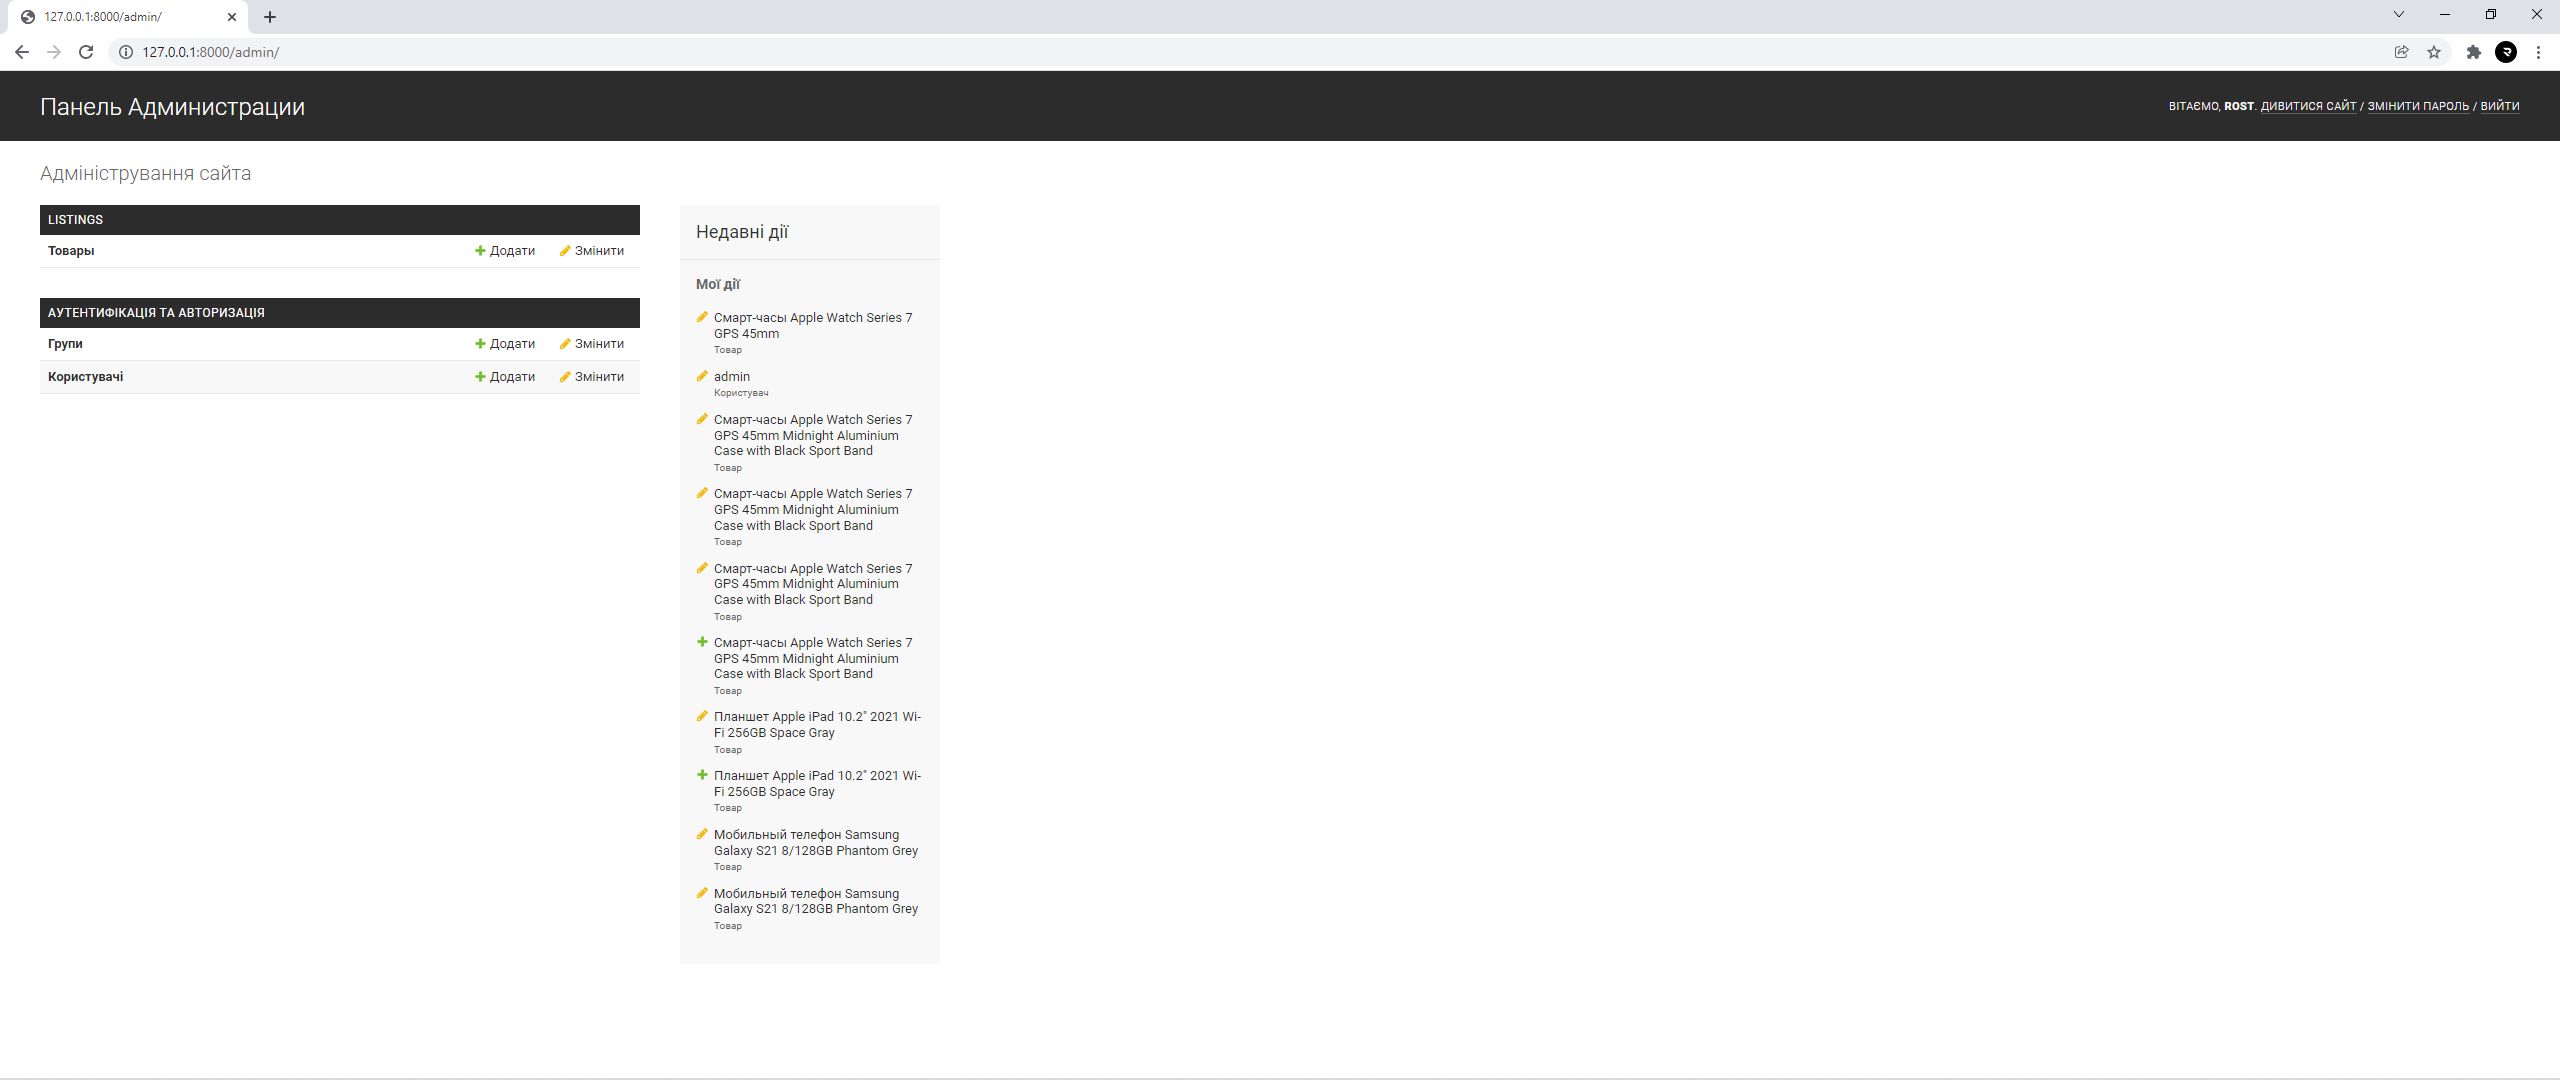 127.0.0.1:8000/admin/
127.0.0.1:8000/admin/
Панель Администрации
ВІТАЄМО, ROST. ДИВИТИСЯ САЙТ / ЗМІНИТИ ПАРОЛЬ / ВИЙТИ
Адміністрування сайта
LISTINGS
Товары Додати Змінити
АУТЕНТИФІКАЦІЯ ТА АВТОРИЗАЦІЯ
Групи Додати Змінити
Користувачі Додати Змінити
Недавні дії
Мої дії
Смарт-часы Apple Watch Series 7
GPS 45mm
Товар
admin
Користувач
Смарт-часы Apple Watch Series 7
GPS 45mm Midnight Aluminium
Case with Black Sport Band
Товар
Смарт-часы Apple Watch Series 7
GPS 45mm Midnight Aluminium
Case with Black Sport Band
Товар
Смарт-часы Apple Watch Series 7
GPS 45mm Midnight Aluminium
Case with Black Sport Band
Товар
Смарт-часы Apple Watch Series 7
GPS 45mm Midnight Aluminium
Case with Black Sport Band
Товар
Планшет Apple iPad 10.2" 2021 Wi-
Fi 256GB Space Gray
Товар
Планшет Apple iPad 10.2" 2021 Wi-
Fi 256GB Space Gray
Товар
Мобильный телефон Samsung
Galaxy S21 8/128GB Phantom Grey
Товар
Мобильный телефон Samsung
Galaxy S21 8/128GB Phantom Grey
Товар